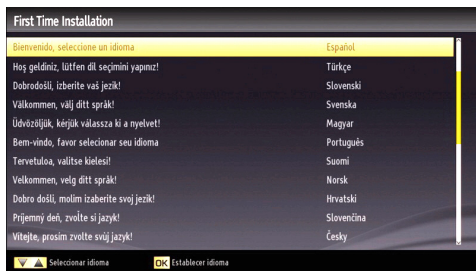 First Time Installation
Bienvenido, seleccione un idioma Español
Hoş geldiniz, lütfen dil seçimini yapınız! Türkçe
Dobrodošli, izberite vaš jezik! Slovenski
Välkommen, välj ditt språk! Svenska
Üdvözöljük, kérjük válassza ki a nyelvet! Magyar
Bem-vindo, favor selecionar seu idioma Português
Tervetuloa, valitse kielesi! Suomi
Velkommen, velg ditt språk! Norsk
Dobro došli, molim izaberite svoj jezik! Hrvatski
Príjemný deň, zvoľte si jazyk! Slovenčina
Vítejte, prosím zvolte svůj jazyk! Česky
Seleccionar idioma OK Establecer idioma